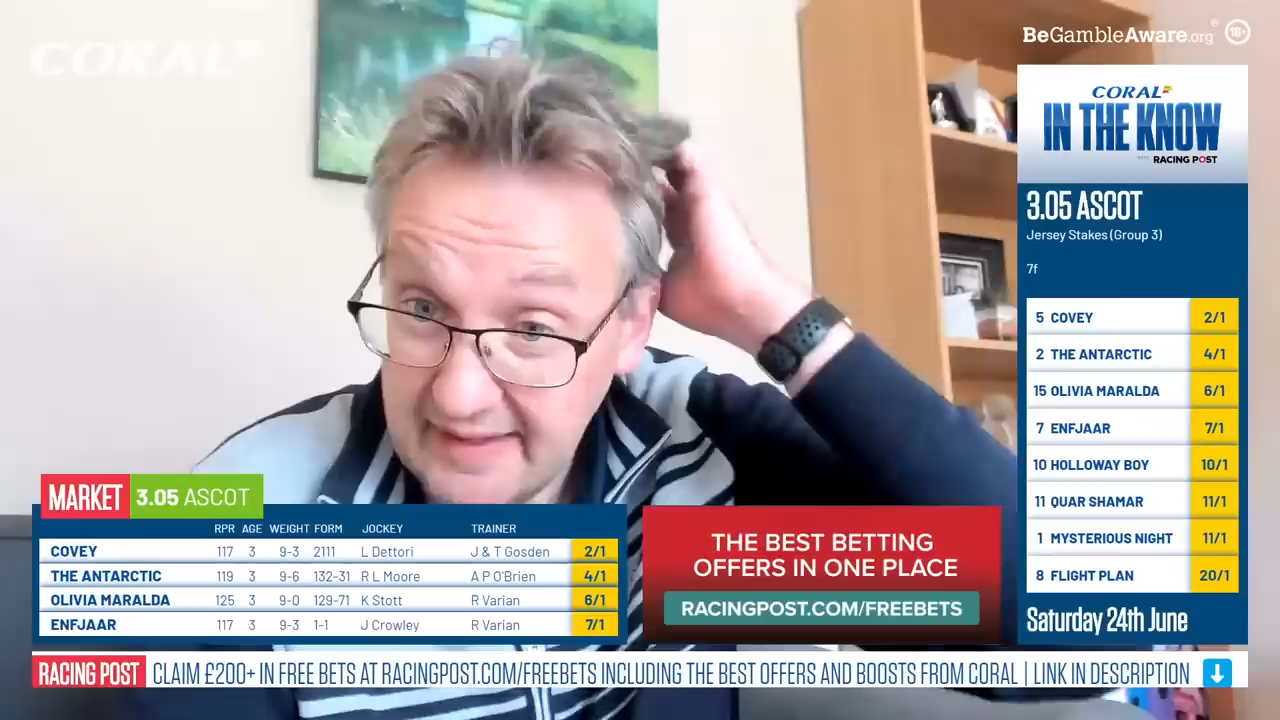 CORAL
BeGambleAware.org 18+
CORAL
IN THE KNOW
WITH RACING POST
3.05 ASCOT
Jersey Stakes (Group 3)
7f
5 COVEY 2/1
2 THE ANTARCTIC 4/1
15 OLIVIA MARALDA 6/1
7 ENFJAAR 7/1
10 HOLLOWAY BOY 10/1
11 QUAR SHAMAR 11/1
1 MYSTERIOUS NIGHT 11/1
8 FLIGHT PLAN 20/1
Saturday 24th June
MARKET 3.05 ASCOT
RPR AGE WEIGHT FORM JOCKEY TRAINER
COVEY 117 3 9-3 2111 L Dettori J & T Gosden 2/1
THE ANTARCTIC 119 3 9-6 132-31 R L Moore A P O'Brien 4/1
OLIVIA MARALDA 125 3 9-0 129-71 K Stott R Varian 6/1
ENFJAAR 117 3 9-3 1-1 J Crowley R Varian 7/1
THE BEST BETTING
OFFERS IN ONE PLACE
RACINGPOST.COM/FREEBETS
RACING POST CLAIM £200+ IN FREE BETS AT RACINGPOST.COM/FREEBETS INCLUDING THE BEST OFFERS AND BOOSTS FROM CORAL | LINK IN DESCRIPTION